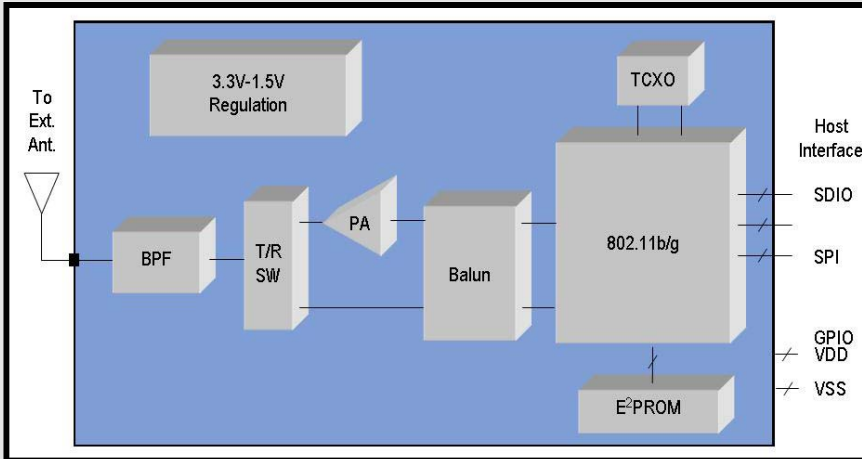 3.3V-1.5V
Regulation
TCXO
To
Ext.
Ant.
Host
Interface
SDIO
PA
T/R
SW
BPF
Balun
802.11b/g
SPI
GPIO
VDD
VSS
E²PROM